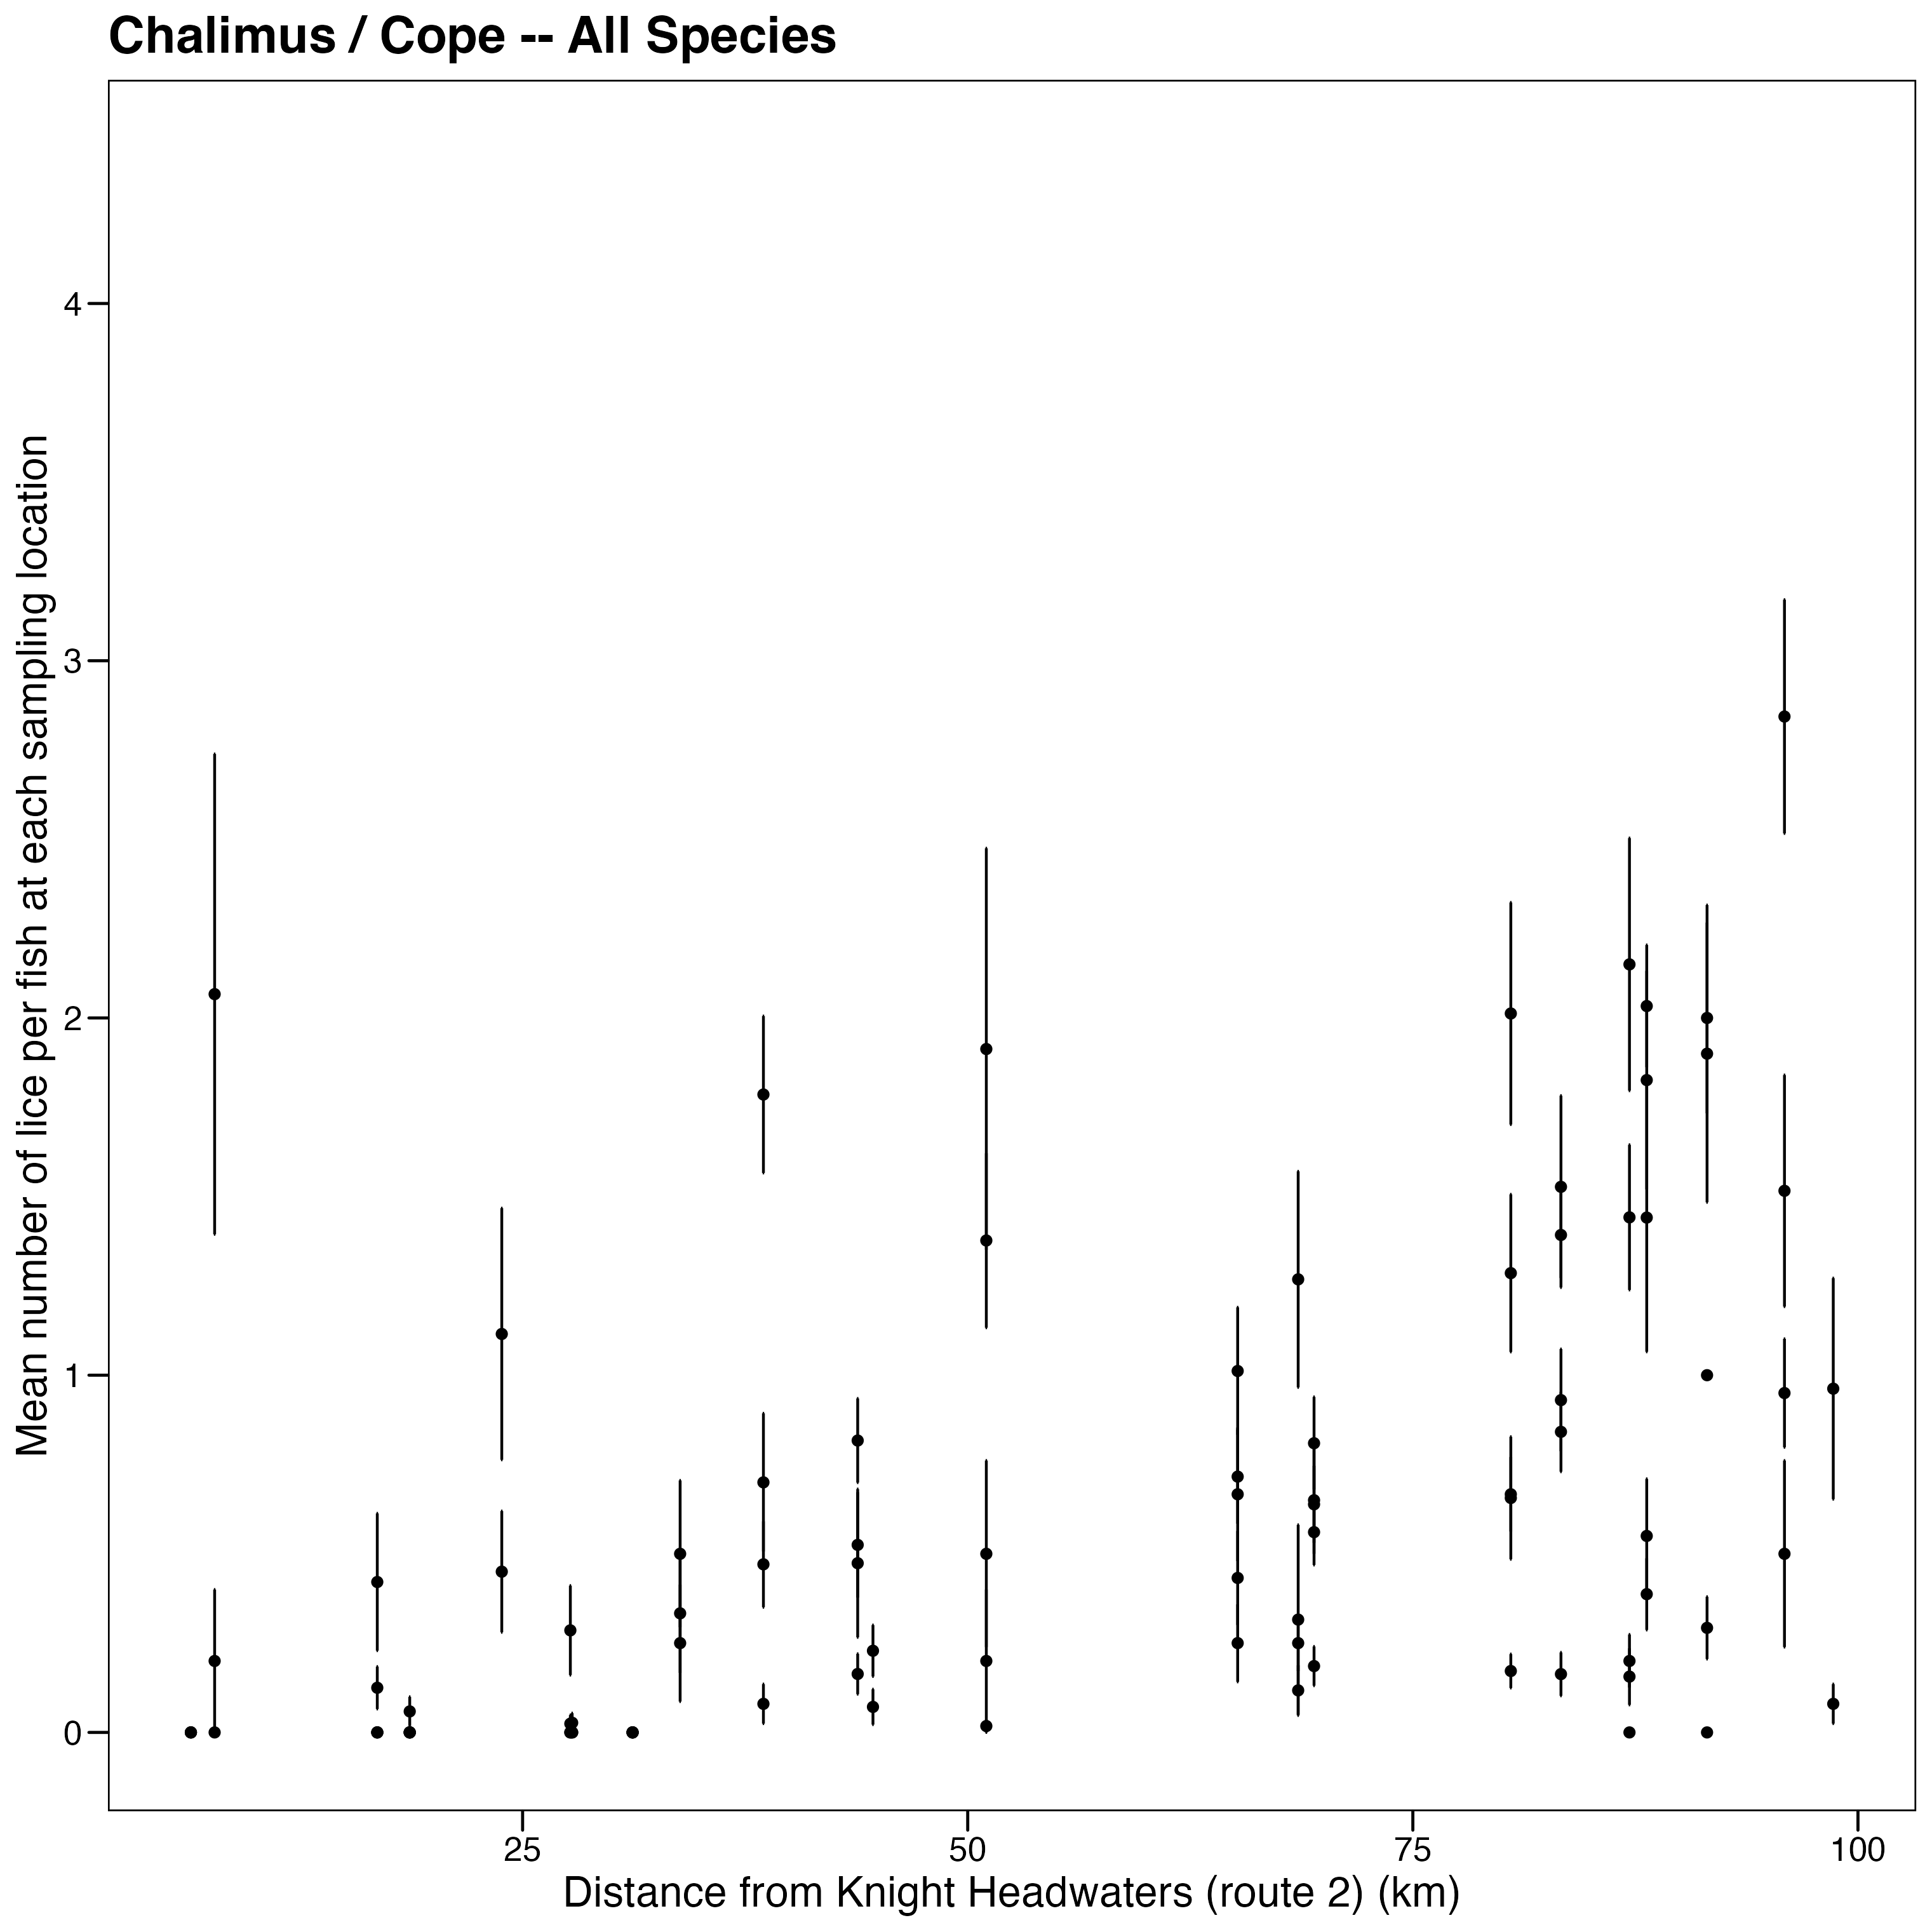 Chalimus / Cope -- All Species
Mean number of lice per fish at each sampling location
4
3
2
1
0
25 50 75 100
Distance from Knight Headwaters (route 2) (km)